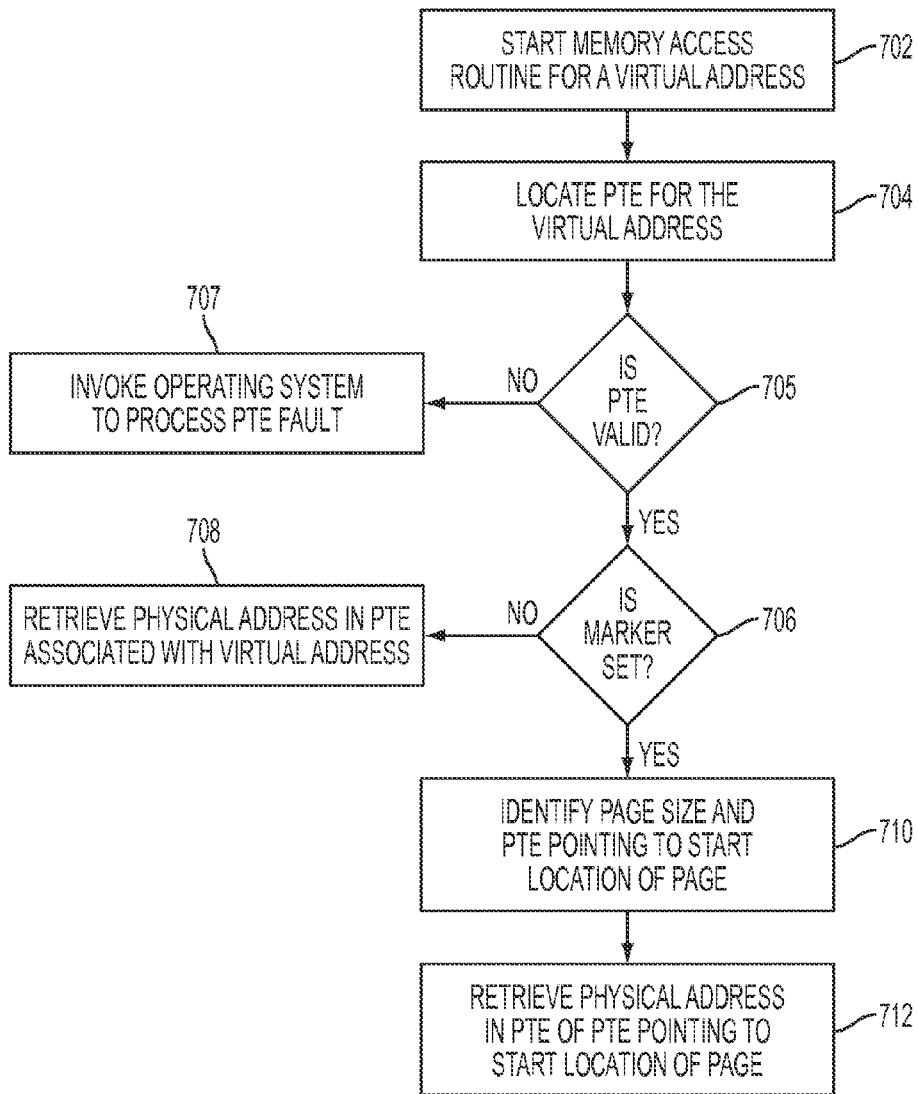 START MEMORY ACCESS
ROUTINE FOR A VIRTUAL ADDRESS
702
LOCATE PTE FOR THE
VIRTUAL ADDRESS
704
707
INVOKE OPERATING SYSTEM
TO PROCESS PTE FAULT
NO
IS
PTE
VALID?
705
YES
708
RETRIEVE PHYSICAL ADDRESS IN PTE
ASSOCIATED WITH VIRTUAL ADDRESS
NO
IS
MARKER
SET?
706
YES
IDENTIFY PAGE SIZE AND
PTE POINTING TO START
LOCATION OF PAGE
710
RETRIEVE PHYSICAL ADDRESS
IN PTE OF PTE POINTING TO
START LOCATION OF PAGE
712